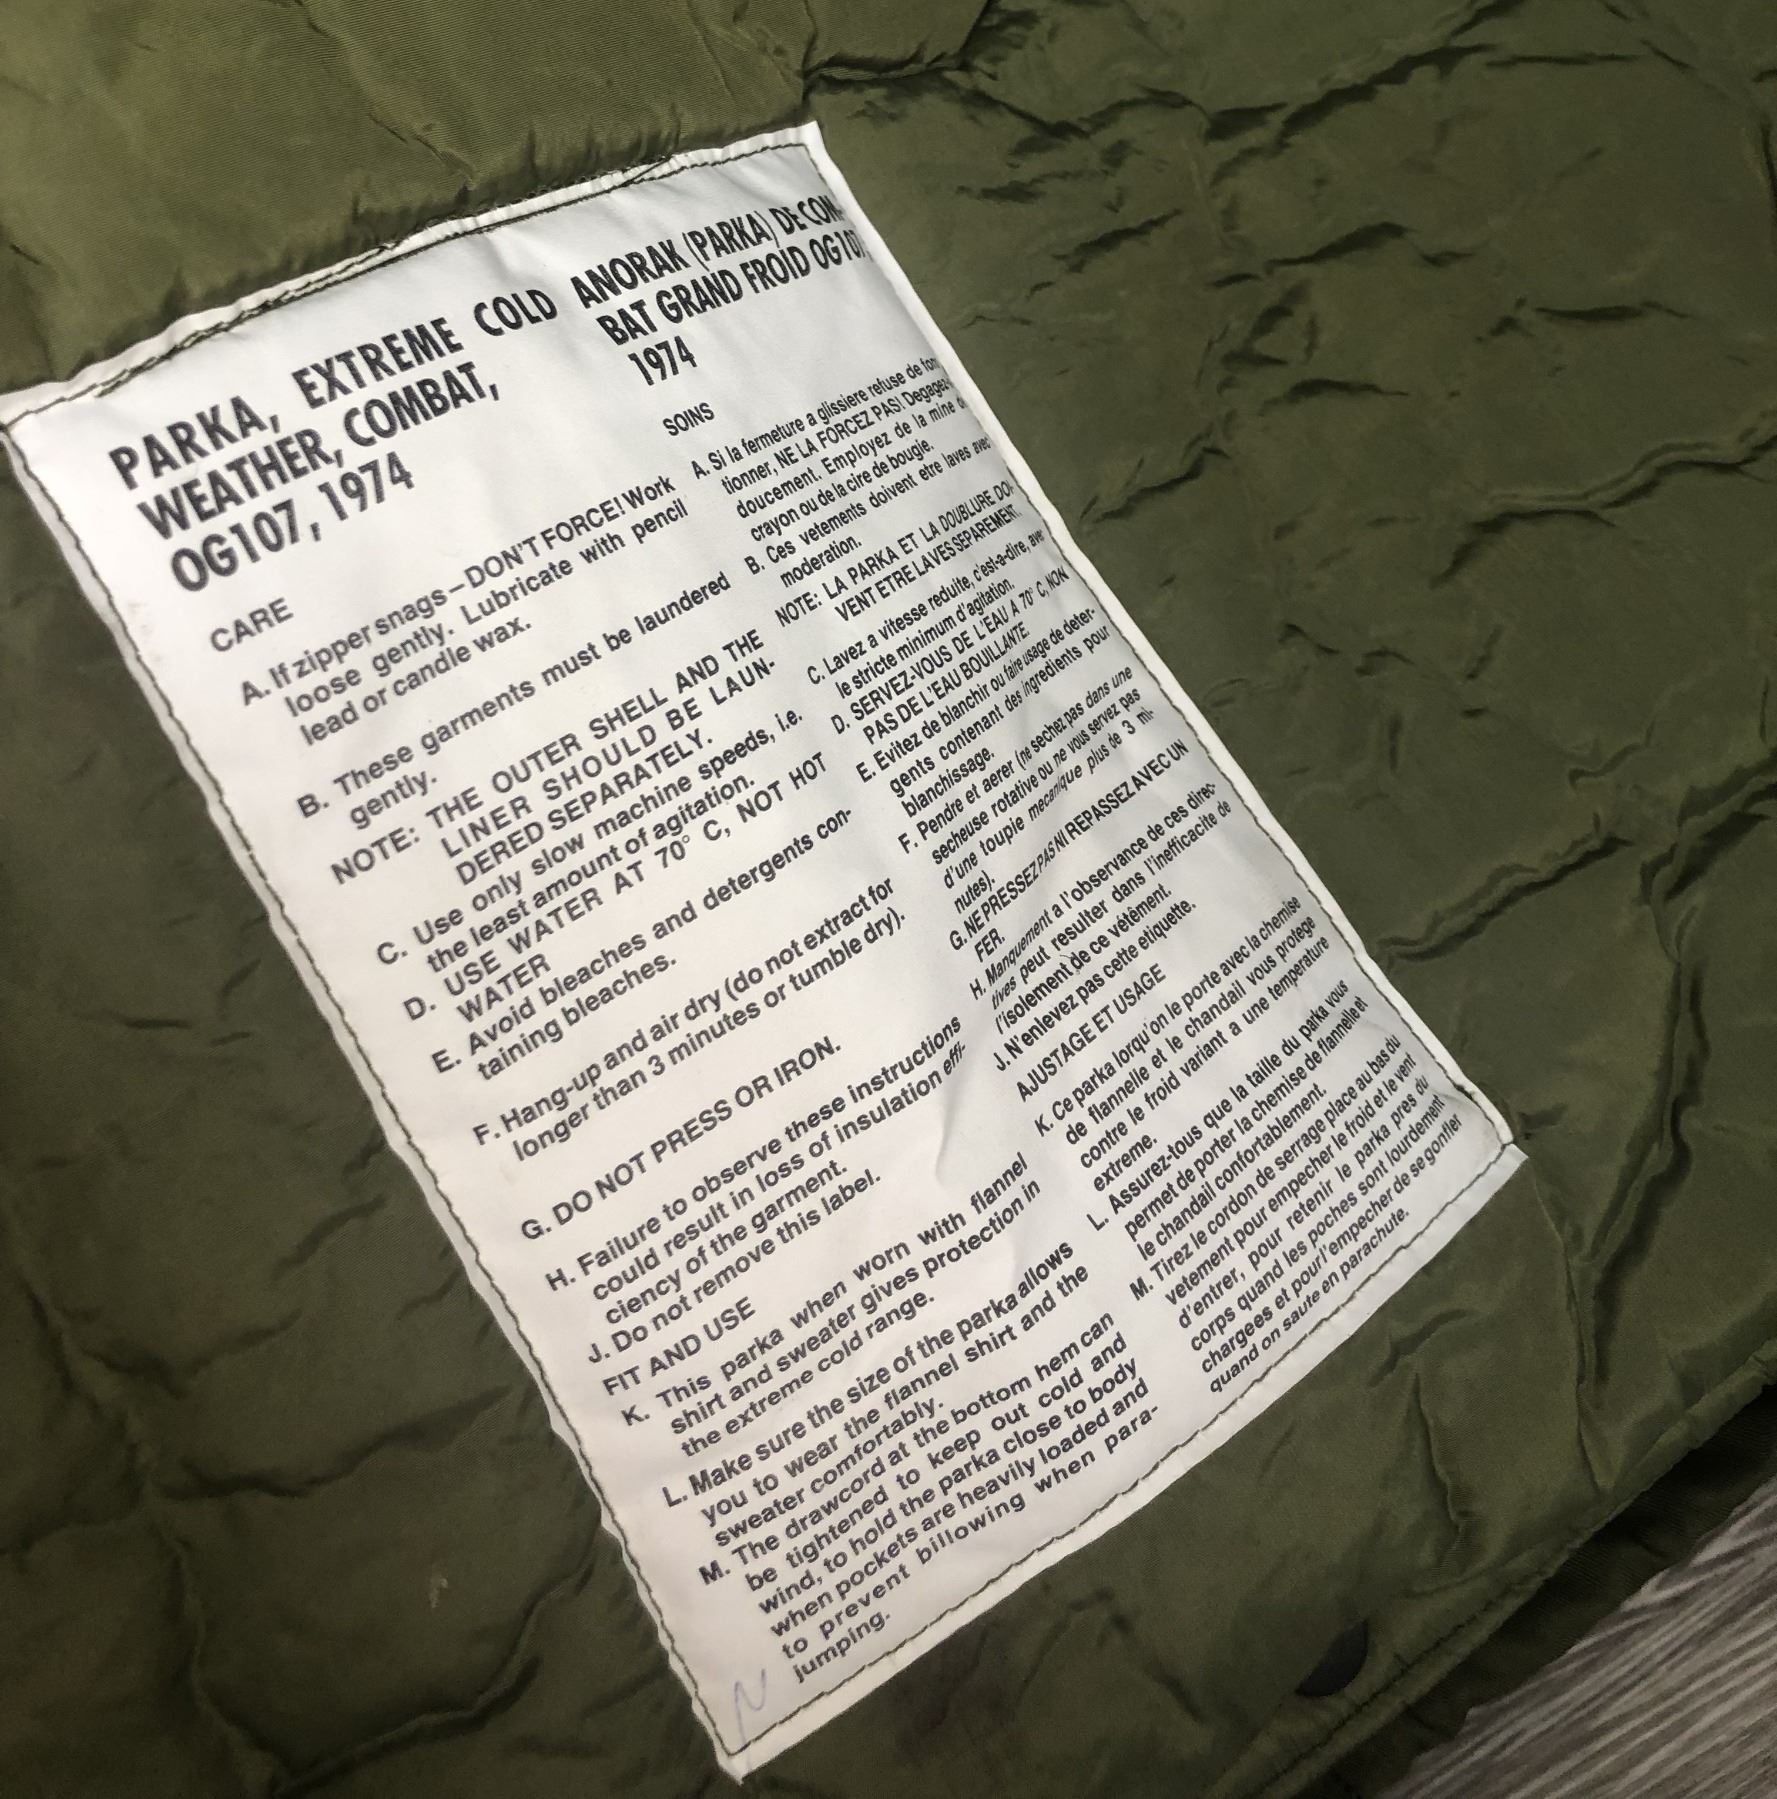 PARKA, EXTREME COLD
WEATHER, COMBAT,
OG107, 1974
CARE
A. If zipper snags—DON'T FORCE! Work
loose gently. Lubricate with pencil
lead or candle wax.
B. These garments must be laundered
gently.
NOTE: THE OUTER SHELL AND THE
LINER SHOULD BE LAUN-
DERED SEPARATELY.
C. Use only slow machine speeds, i.e.
the least amount of agitation.
D. USE WATER AT 70° C, NOT HOT
WATER
E. Avoid bleaches and detergents con-
taining bleaches.
F. Hang-up and air dry (do not extract for
longer than 3 minutes or tumble dry).
G. DO NOT PRESS OR IRON.
H. Failure to observe these instructions
could result in loss of insulation effi-
ciency of the garment.
J. Do not remove this label.
FIT AND USE
K. This parka when worn with flannel
shirt and sweater gives protection in
the extreme cold range.
L. Make sure the size of the parka allows
you to wear the flannel shirt and the
sweater comfortably.
M. The drawcord at the bottom hem can
be tightened to keep out cold and
wind, to hold the parka close to body
when pockets are heavily loaded and
to prevent billowing when para-
jumping.
ANORAK (PARKA) DE COM-
BAT GRAND FROID OG107,
1974
SOINS
A. Si la fermeture a glissiere refuse de fonc
tionner, NE LA FORCEZ PAS! Degagez-
doucement. Employez de la mine de
crayon ou de la cire de bougie.
B. Ces vetements doivent etre laves avec
moderation.
NOTE: LA PARKA ET LA DOUBLURE DOI-
VENT ETRE LAVES SEPAREMENT.
C. Lavez a vitesse reduite, c'est-a-dire, avec
le stricte minimum d'agitation.
D. SERVEZ-VOUS DE L'EAU A 70° C, NON
PAS DE L'EAU BOUILLANTE.
E. Evitez de blanchir ou faire usage de deter-
gents contenant des ingredients pour
blanchissage.
F. Pendre et aerer (ne sechez pas dans une
secheuse rotative ou ne vous servez pas
d'une toupie mecanique plus de 3 mi-
nutes).
G. NE PRESSEZ PAS NI REPASSEZ AVEC UN
FER.
H. Manquement a l'observance de ces direc-
tives peut resulter dans l'inefficacite de
l'isolement de ce vêtement.
J. N'enlevez pas cette etiquette.
AJUSTAGE ET USAGE
K. Ce parka lorqu'on le porte avec la chemise
de flannelle et le chandail vous protege
contre le froid variant a une temperature
extreme.
L. Assurez-tous que la taille du parka vous
permet de porter la chemise de flannelle et
le chandail confortablement.
M. Tirez le cordon de serrage place au bas du
vetement pour empecher le froid et le vent
d'entrer, pour retenir le parka pres du
corps quand les poches sont lourdement
chargees et pour l'empecher de se gonfler
quand on saute en parachute.
N